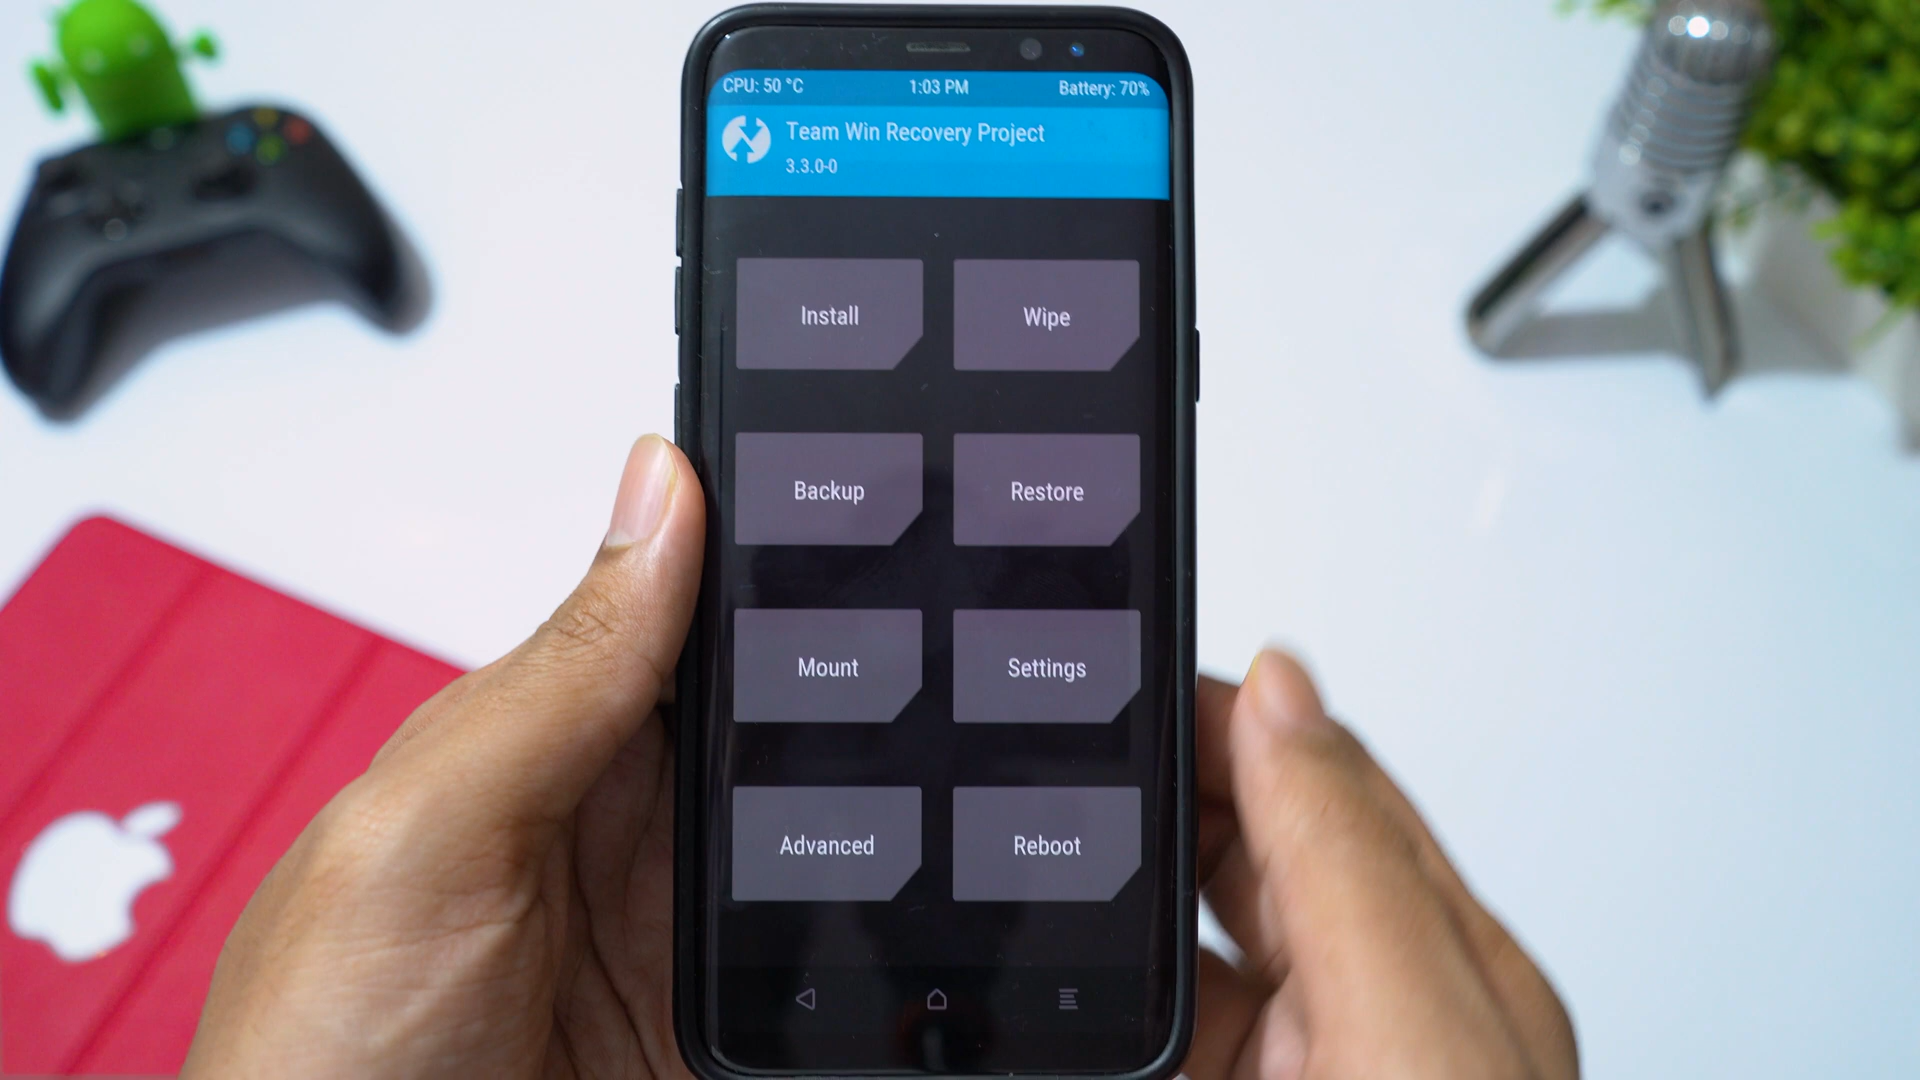 CPU: 50 °C 1:03 PM Battery: 70%
Team Win Recovery Project
3.3.0-0
Install Wipe
Backup Restore
Mount Settings
Advanced Reboot